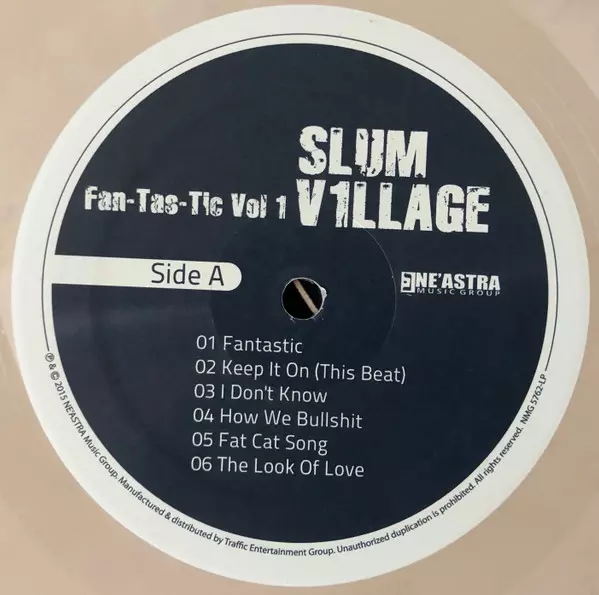 SLUM
Fan-Tas-Tic Vol 1 V1LLAGE
Side A
NE'ASTRA
MUSIC GROUP
01 Fantastic
02 Keep It On (This Beat)
03 I Don't Know
04 How We Bullshit
05 Fat Cat Song
06 The Look Of Love
℗ & © 2015 NE'ASTRA Music Group. Manufactured & distributed by Traffic Entertainment Group. Unauthorized duplication is prohibited. All rights reserved. NMG 5762-LP